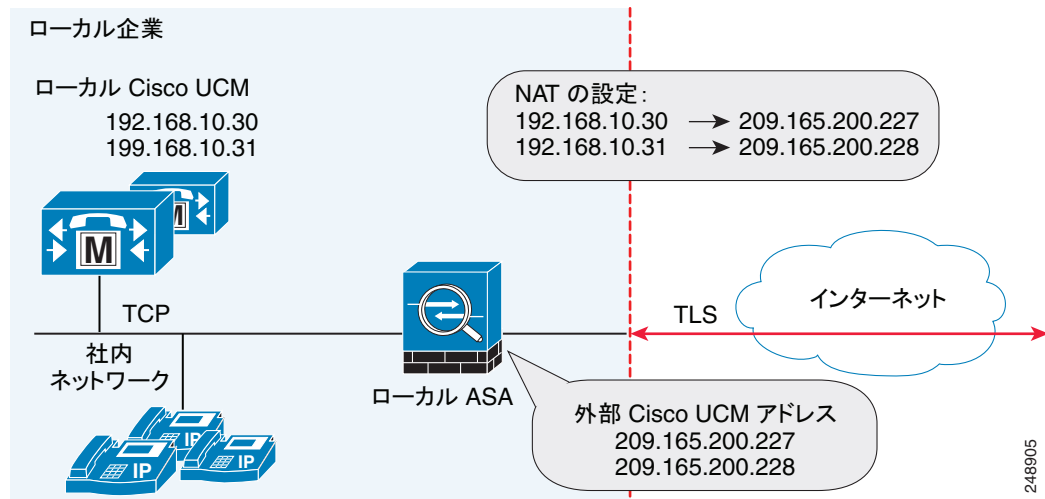 ローカル企業
ローカル Cisco UCM
192.168.10.30
199.168.10.31
NAT の設定：
192.168.10.30 → 209.165.200.227
192.168.10.31 → 209.165.200.228
M
M
TCP
TLS
インターネット
社内
ネットワーク
ローカル ASA
外部 Cisco UCM アドレス
209.165.200.227
209.165.200.228
IP
IP
IP
248905